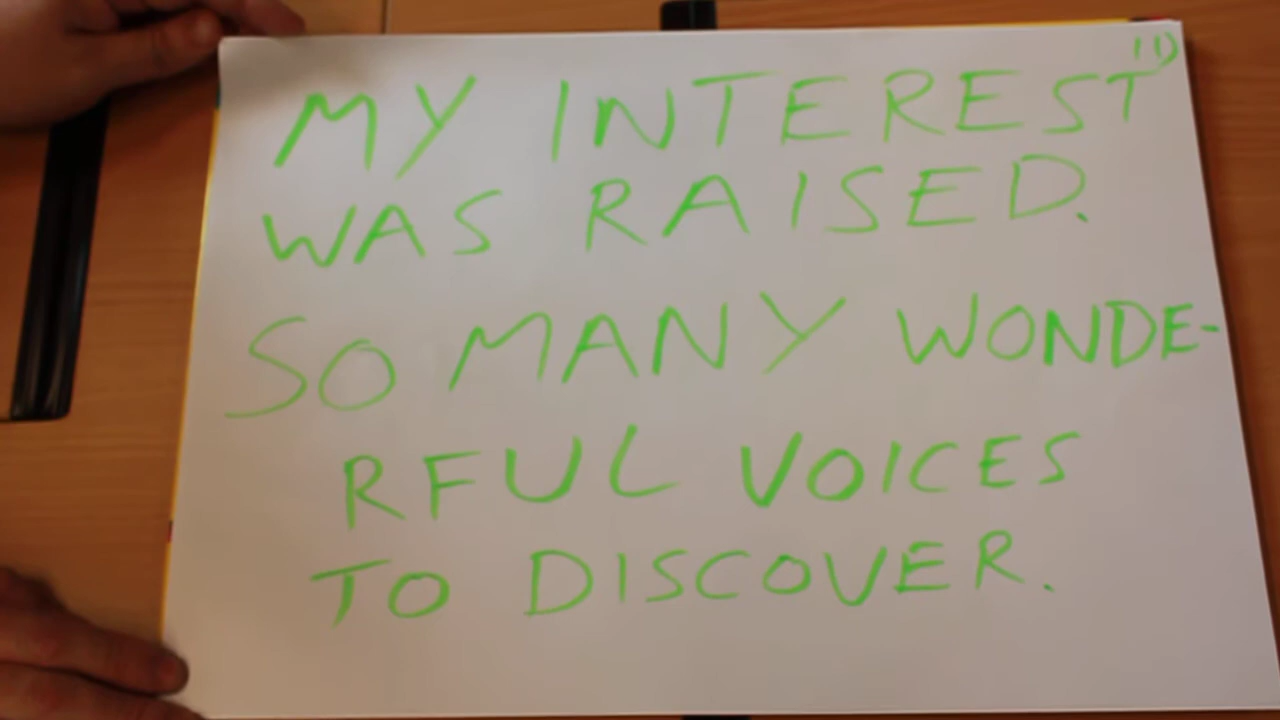 MY INTEREST
WAS RAISED.
SO MANY WONDE-
RFUL VOICES
TO DISCOVER.